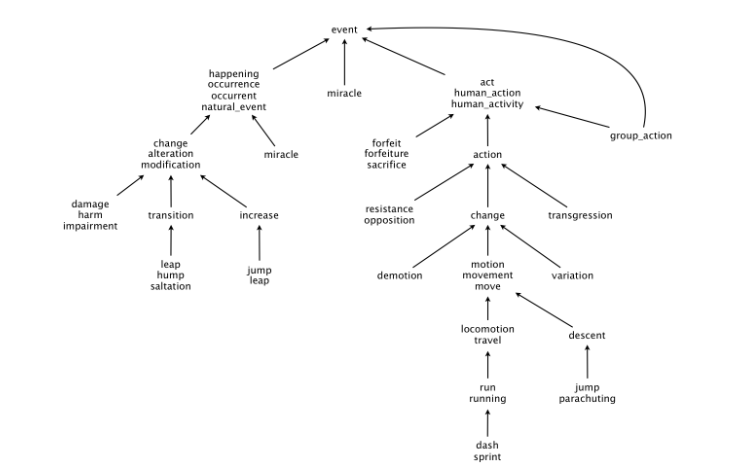 event
happening
occurrence
occurrent
natural_event
miracle
act
human_action
human_activity
group_action
change
alteration
modification
miracle
forfeit
forfeiture
sacrifice
action
damage
harm
impairment
transition
increase
resistance
opposition
change
transgression
leap
hump
saltation
jump
leap
demotion
motion
movement
move
variation
locomotion
travel
descent
run
running
jump
parachuting
dash
sprint